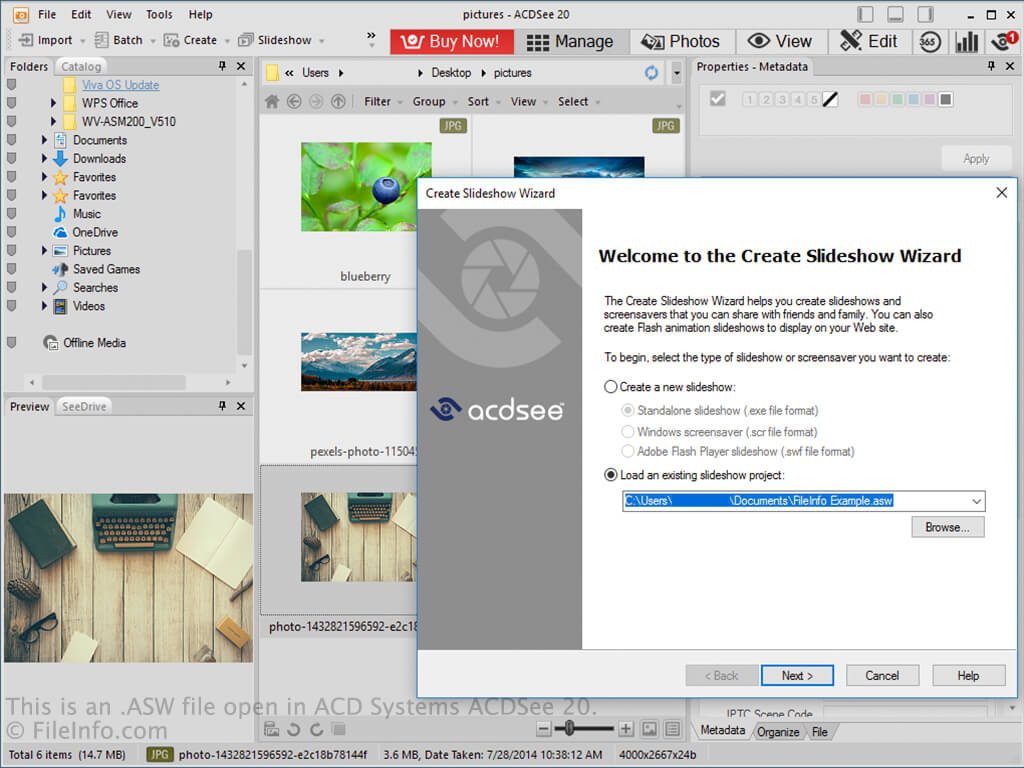 File Edit View Tools Help
pictures - ACDSee 20
Import Batch Create Slideshow »
Buy Now! Manage Photos View Edit 365 1
Folders Catalog
« Users Desktop pictures
Properties - Metadata
Viva OS Update
WPS Office
WV-ASM200_V510
Documents
Downloads
Favorites
Favorites
Music
OneDrive
Pictures
Saved Games
Searches
Videos
Offline Media
Filter Group Sort View Select
1 2 3 4 5
Apply
JPG
JPG
blueberry
pexels-photo-11504
photo-1432821596592-e2c18
Preview SeeDrive
Create Slideshow Wizard
acdsee™
Welcome to the Create Slideshow Wizard
The Create Slideshow Wizard helps you create slideshows and
screensavers that you can share with friends and family. You can also
create Flash animation slideshows to display on your Web site.
To begin, select the type of slideshow or screensaver you want to create:
Create a new slideshow:
Standalone slideshow (.exe file format)
Windows screensaver (.scr file format)
Adobe Flash Player slideshow (.swf file format)
Load an existing slideshow project:
C:\Users\ \Documents\FileInfo Example.asw
Browse...
< Back Next > Cancel Help
IPTC Scene Code
Metadata Organize File
This is an .ASW file open in ACD Systems ACDSee 20.
© FileInfo.com
Total 6 items (14.7 MB) JPG photo-1432821596592-e2c18b78144f 3.6 MB, Date Taken: 7/28/2014 10:38:12 AM 4000x2667x24b